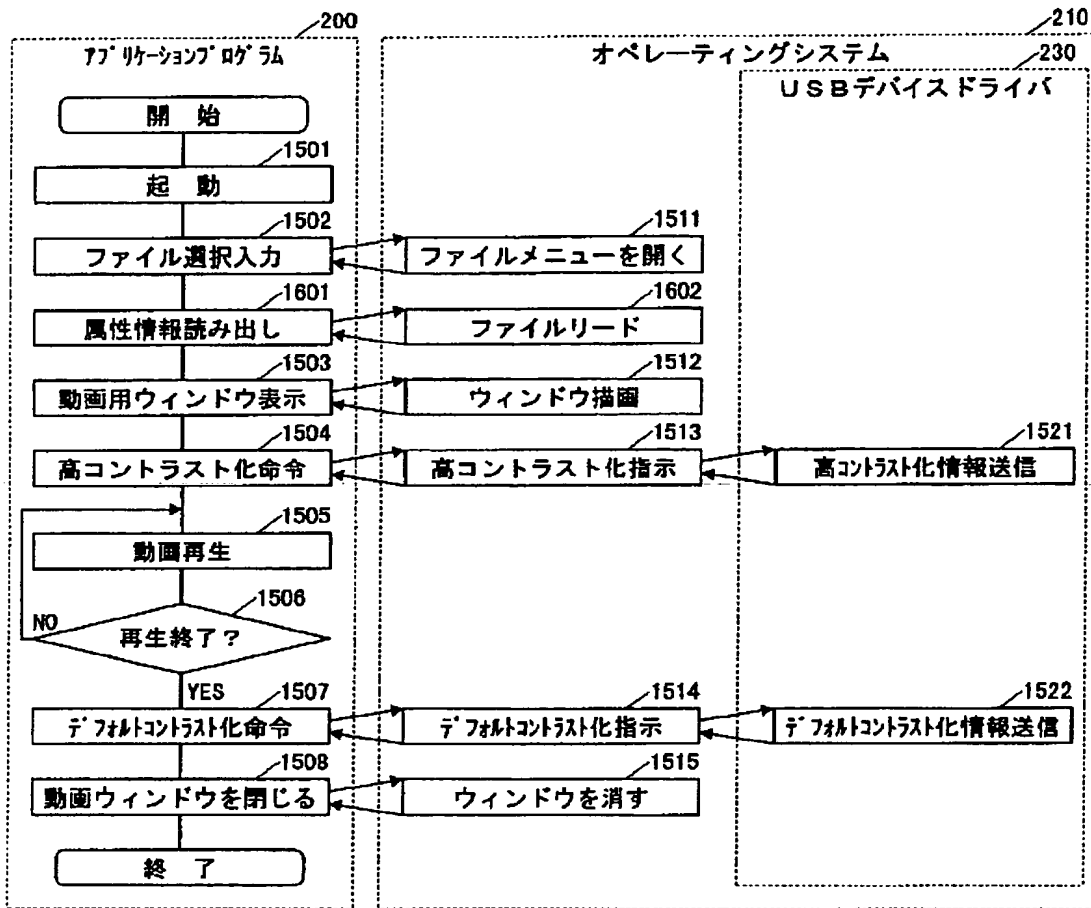 200
アプリケーションプログラム
開 始
1501
起 動
1502
ファイル選択入力
1601
属性情報読み出し
1503
動画用ウィンドウ表示
1504
高コントラスト化命令
1505
動画再生
1506
再生終了?
NO
YES
1507
デフォルトコントラスト化命令
1508
動画ウィンドウを閉じる
終 了
210
オペレーティングシステム
1511
ファイルメニューを開く
1602
ファイルリード
1512
ウィンドウ描画
1513
高コントラスト化指示
1514
デフォルトコントラスト化指示
1515
ウィンドウを消す
230
USBデバイスドライバ
1521
高コントラスト化情報送信
1522
デフォルトコントラスト化情報送信